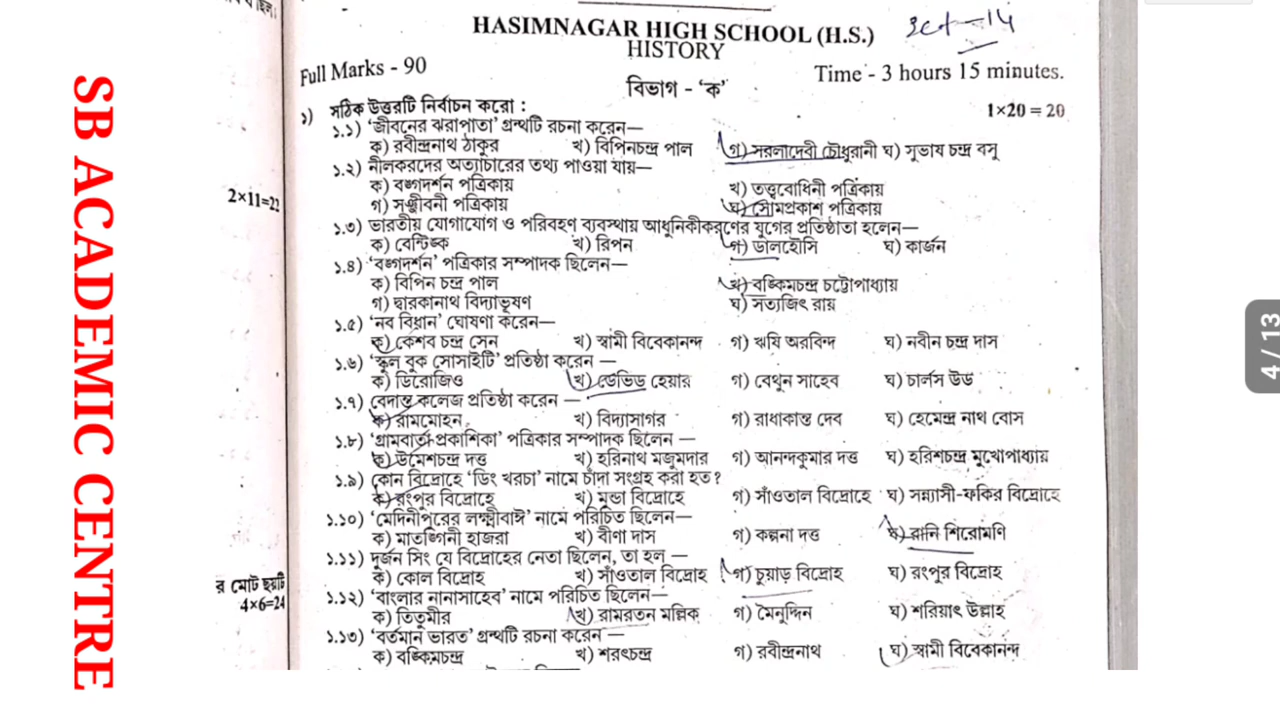 SB ACADEMIC CENTRE
HASIMNAGAR HIGH SCHOOL (H.S.)
HISTORY
Full Marks - 90
Time - 3 hours 15 minutes.
বিভাগ - ‘ক’
১) সঠিক উত্তরটি নির্বাচন করো : 1×20 = 20
১.১) ‘জীবনের ঝরাপাতা’ গ্রন্থটি রচনা করেন—
ক) রবীন্দ্রনাথ ঠাকুর খ) বিপিনচন্দ্র পাল গ) সরলাদেবী চৌধুরানী ঘ) সুভাষ চন্দ্র বসু
১.২) নীলকরদের অত্যাচারের তথ্য পাওয়া যায়—
ক) বঙ্গদর্শন পত্রিকায় খ) তত্ত্ববোধিনী পত্রিকায়
গ) সঞ্জীবনী পত্রিকায় ঘ) সোমপ্রকাশ পত্রিকায়
১.৩) ভারতীয় যোগাযোগ ও পরিবহণ ব্যবস্থায় আধুনিকীকরণের যুগের প্রতিষ্ঠাতা হলেন—
ক) বেন্টিঙ্ক খ) রিপন গ) ডালহৌসি ঘ) কার্জন
১.৪) ‘বঙ্গদর্শন’ পত্রিকার সম্পাদক ছিলেন—
ক) বিপিন চন্দ্র পাল খ) বঙ্কিমচন্দ্র চট্টোপাধ্যায়
গ) দ্বারকানাথ বিদ্যাভূষণ ঘ) সত্যজিৎ রায়
১.৫) ‘নব বিধান’ ঘোষণা করেন—
ক) কেশব চন্দ্র সেন খ) স্বামী বিবেকানন্দ গ) ঋষি অরবিন্দ ঘ) নবীন চন্দ্র দাস
১.৬) ‘স্কুল বুক সোসাইটি’ প্রতিষ্ঠা করেন —
ক) ডিরোজিও খ) ডেভিড হেয়ার গ) বেথুন সাহেব ঘ) চার্লস উড
১.৭) বেদান্ত কলেজ প্রতিষ্ঠা করেন —
ক) রামমোহন খ) বিদ্যাসাগর গ) রাধাকান্ত দেব ঘ) হেমেন্দ্র নাথ বোস
১.৮) ‘গ্রামবার্তা প্রকাশিকা’ পত্রিকার সম্পাদক ছিলেন —
ক) উমেশচন্দ্র দত্ত খ) হরিনাথ মজুমদার গ) আনন্দকুমার দত্ত ঘ) হরিশচন্দ্র মুখোপাধ্যায়
১.৯) কোন বিদ্রোহে ‘ডিং খরচা’ নামে চাঁদা সংগ্রহ করা হত?
ক) রংপুর বিদ্রোহে খ) মুন্ডা বিদ্রোহে গ) সাঁওতাল বিদ্রোহে ঘ) সন্ন্যাসী-ফকির বিদ্রোহে
১.১০) ‘মেদিনীপুরের লক্ষ্মীবাঈ’ নামে পরিচিত ছিলেন—
ক) মাতঙ্গিনী হাজরা খ) বীণা দাস গ) কল্পনা দত্ত ঘ) রানি শিরোমণি
১.১১) দুর্জন সিং যে বিদ্রোহের নেতা ছিলেন, তা হল —
ক) কোল বিদ্রোহ খ) সাঁওতাল বিদ্রোহ গ) চুয়াড় বিদ্রোহ ঘ) রংপুর বিদ্রোহ
১.১২) ‘বাংলার নানাসাহেব’ নামে পরিচিত ছিলেন—
ক) তিতুমীর খ) রামরতন মল্লিক গ) মৈনুদ্দিন ঘ) শরিয়াৎ উল্লাহ
১.১৩) ‘বর্তমান ভারত’ গ্রন্থটি রচনা করেন —
ক) বঙ্কিমচন্দ্র খ) শরৎচন্দ্র গ) রবীন্দ্রনাথ ঘ) স্বামী বিবেকানন্দ
2×11=22
র মোট ছয়টি
4×6=24
4 / 13